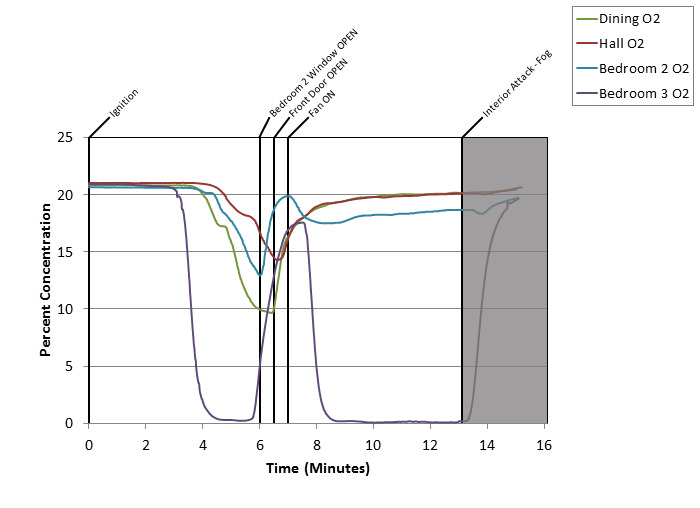 Dining O2
Hall O2
Bedroom 2 O2
Bedroom 3 O2
Ignition
Bedroom 2 Window OPEN
Front Door OPEN
Fan ON
Interior Attack - Fog
25
20
15
10
5
0
Percent Concentration
0 2 4 6 8 10 12 14 16
Time (Minutes)